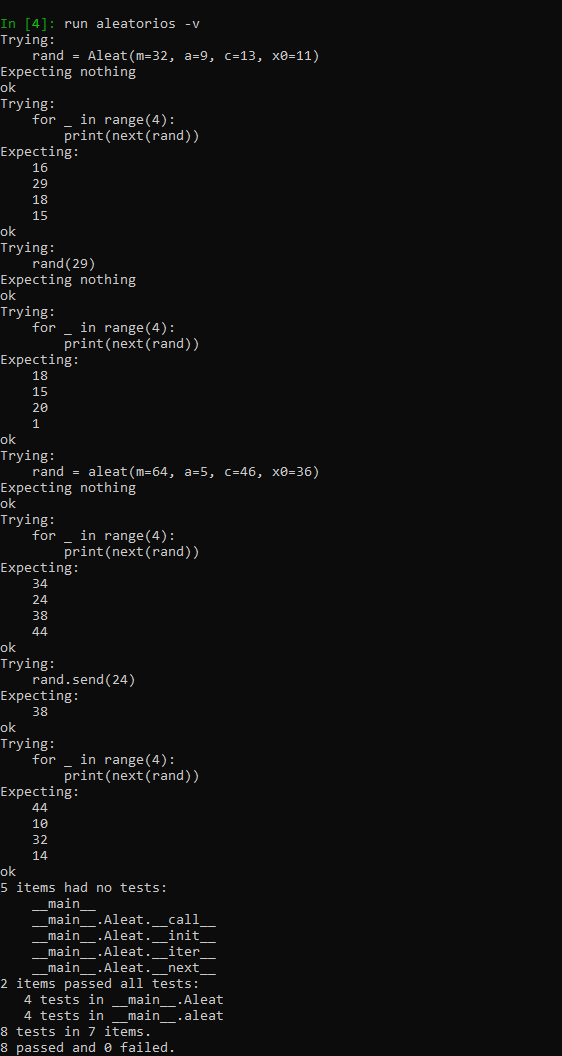 In [4]: run aleatorios -v
Trying:
    rand = Aleat(m=32, a=9, c=13, x0=11)
Expecting nothing
ok
Trying:
    for _ in range(4):
        print(next(rand))
Expecting:
    16
    29
    18
    15
ok
Trying:
    rand(29)
Expecting nothing
ok
Trying:
    for _ in range(4):
        print(next(rand))
Expecting:
    18
    15
    20
    1
ok
Trying:
    rand = aleat(m=64, a=5, c=46, x0=36)
Expecting nothing
ok
Trying:
    for _ in range(4):
        print(next(rand))
Expecting:
    34
    24
    38
    44
ok
Trying:
    rand.send(24)
Expecting:
    38
ok
Trying:
    for _ in range(4):
        print(next(rand))
Expecting:
    44
    10
    32
    14
ok
5 items had no tests:
    __main__
    __main__.Aleat.__call__
    __main__.Aleat.__init__
    __main__.Aleat.__iter__
    __main__.Aleat.__next__
2 items passed all tests:
   4 tests in __main__.Aleat
   4 tests in __main__.aleat
8 tests in 7 items.
8 passed and 0 failed.